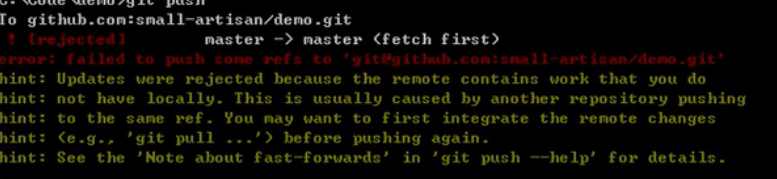 C:\Code\demo>git push
To github.com:small-artisan/demo.git
 ! [rejected]        master -> master (fetch first)
error: failed to push some refs to 'git@github.com:small-artisan/demo.git'
hint: Updates were rejected because the remote contains work that you do
hint: not have locally. This is usually caused by another repository pushing
hint: to the same ref. You may want to first integrate the remote changes
hint: (e.g., 'git pull ...') before pushing again.
hint: See the 'Note about fast-forwards' in 'git push --help' for details.